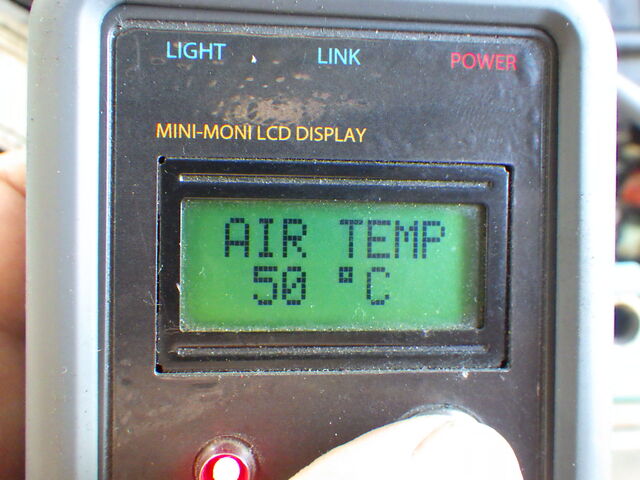 LIGHT LINK POWER
MINI-MONI LCD DISPLAY
AIR TEMP
50 °C